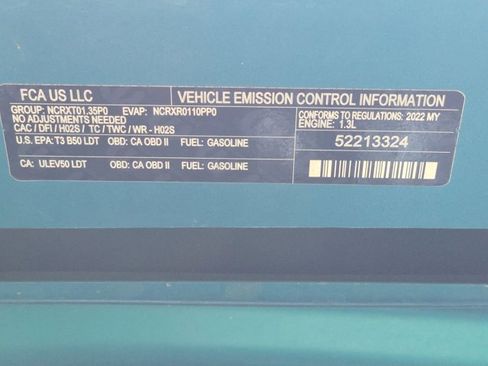 FCA US LLC
VEHICLE EMISSION CONTROL INFORMATION
GROUP: NCRXT01.35P0 EVAP: NCRXR0110PP0
NO ADJUSTMENTS NEEDED
CAC / DFI / H02S / TC / TWC / WR - H02S
CONFORMS TO REGULATIONS: 2022 MY
ENGINE: 1.3L
U.S. EPA: T3 B50 LDT OBD: CA OBD II FUEL: GASOLINE
CA: ULEV50 LDT OBD: CA OBD II FUEL: GASOLINE
52213324